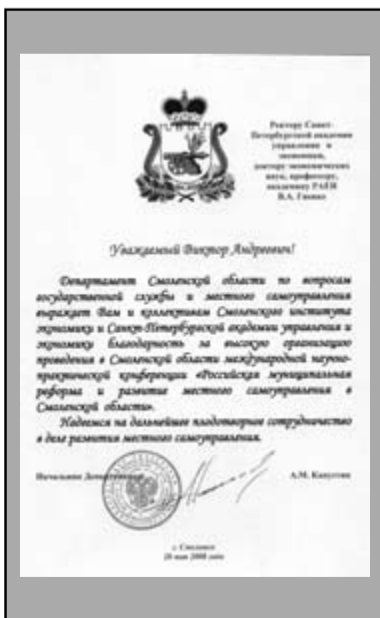 Ректору Санкт-
Петербургской академии
управления и
экономики,
доктору экономических
наук, профессору,
академику РАЕН
В.А. Гневко
Уважаемый Виктор Андреевич!
Департамент Смоленской области по вопросам
государственной службы и местного самоуправления
выражает Вам и коллективам Смоленского института
экономики и Санкт-Петербургской академии управления и
экономики благодарность за высокую организацию
проведения в Смоленской области международной научно-
практической конференции «Российская муниципальная
реформа и развитие местного самоуправления в
Смоленской области».
Надеемся на дальнейшее плодотворное сотрудничество
в деле развития местного самоуправления.
Начальник Департамента
А.М.
г. Смоленск
2008 года